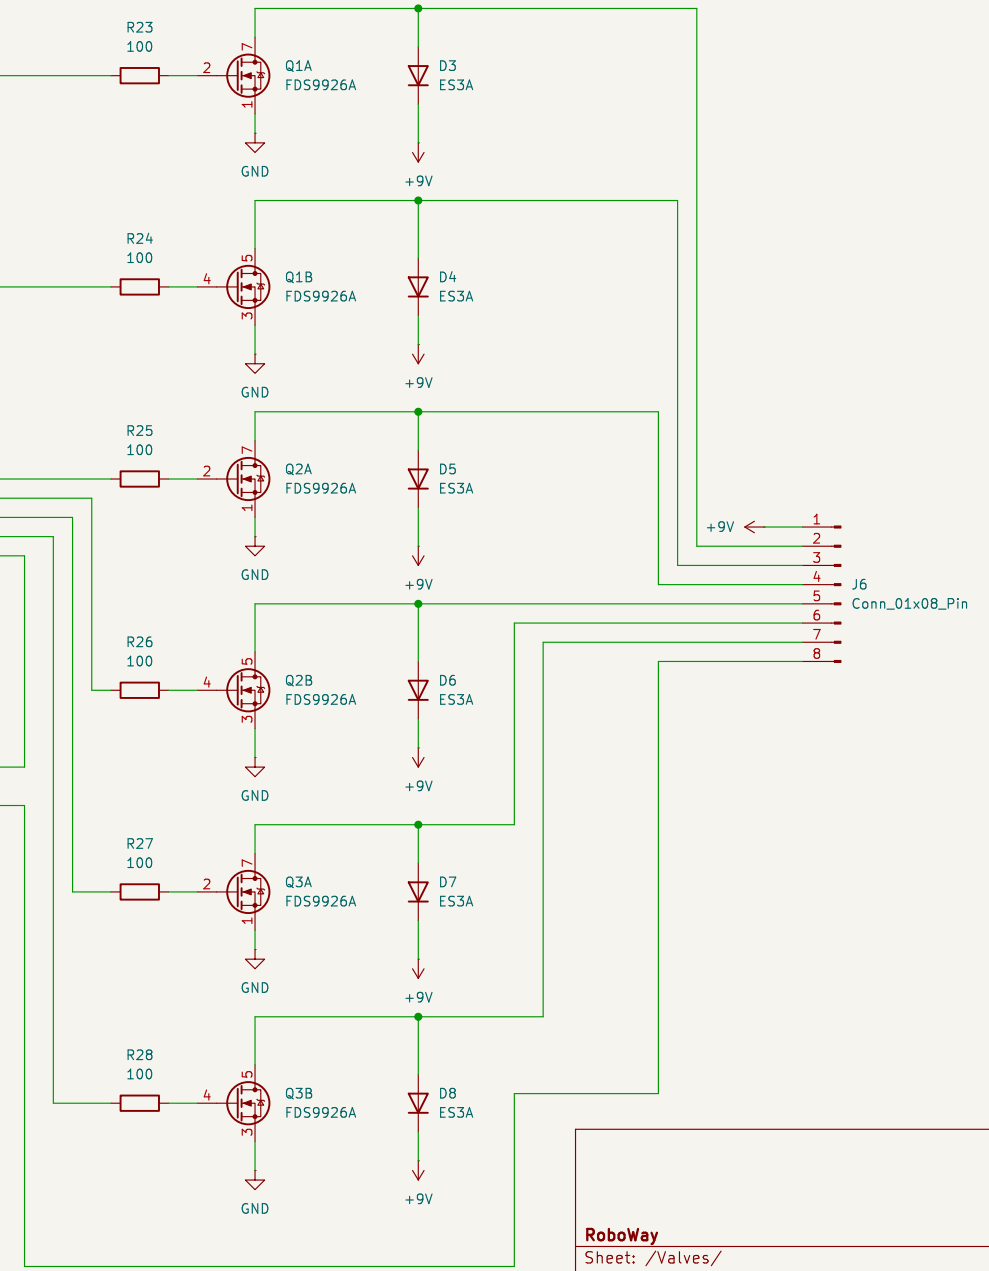 R23
100
7
2
1
Q1A
FDS9926A
D3
ES3A
GND
+9V
R24
100
5
4
3
Q1B
FDS9926A
D4
ES3A
GND
+9V
R25
100
7
2
1
Q2A
FDS9926A
D5
ES3A
GND
+9V
+9V
1
2
3
4
5
6
7
8
J6
Conn_01x08_Pin
R26
100
5
4
3
Q2B
FDS9926A
D6
ES3A
GND
+9V
R27
100
7
2
1
Q3A
FDS9926A
D7
ES3A
GND
+9V
R28
100
5
4
3
Q3B
FDS9926A
D8
ES3A
GND
+9V
RoboWay
Sheet: /Valves/